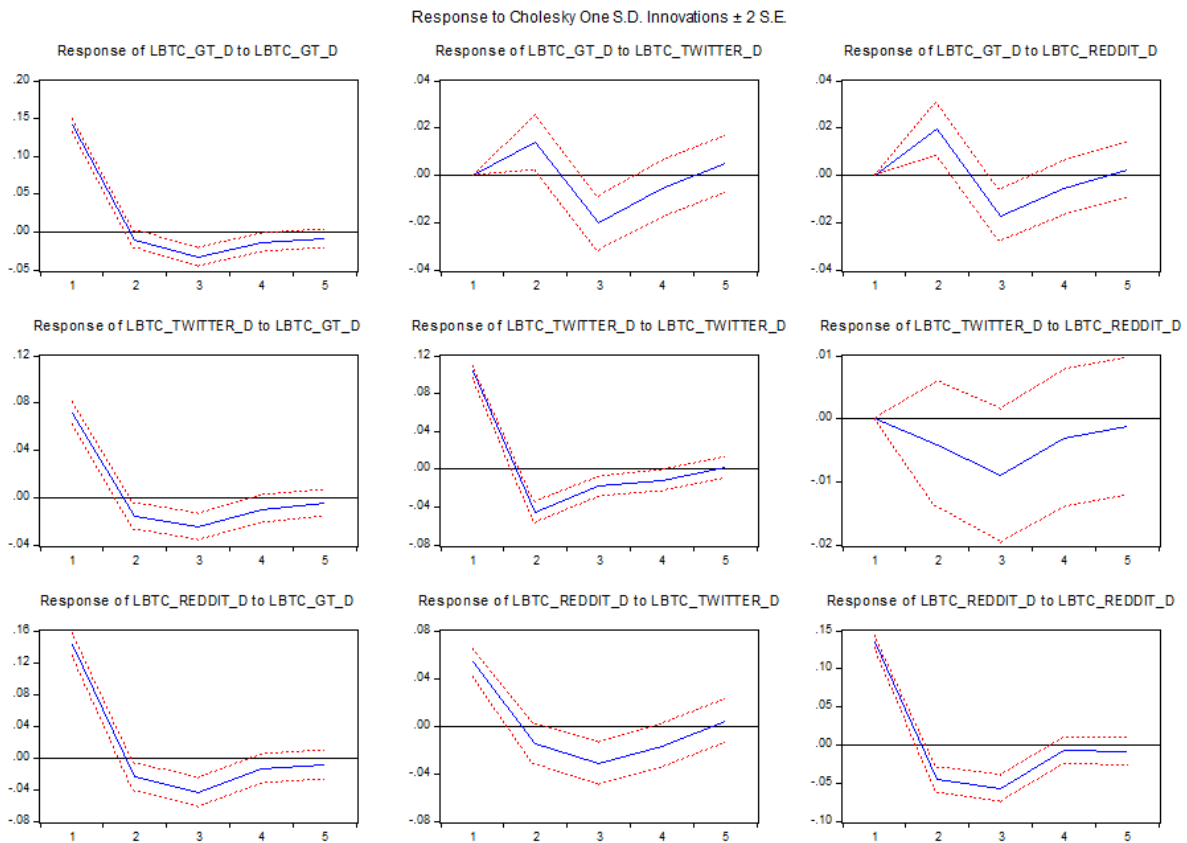 Response to Cholesky One S.D. Innovations ± 2 S.E.
Response of LBTC_GT_D to LBTC_GT_D
.20
.15
.10
.05
.00
-.05
1 2 3 4 5
Response of LBTC_GT_D to LBTC_TWITTER_D
.04
.02
.00
-.02
-.04
1 2 3 4 5
Response of LBTC_GT_D to LBTC_REDDIT_D
.04
.02
.00
-.02
-.04
1 2 3 4 5
Response of LBTC_TWITTER_D to LBTC_GT_D
.12
.08
.04
.00
-.04
1 2 3 4 5
Response of LBTC_TWITTER_D to LBTC_TWITTER_D
.12
.08
.04
.00
-.04
-.08
1 2 3 4 5
Response of LBTC_TWITTER_D to LBTC_REDDIT_D
.01
.00
-.01
-.02
1 2 3 4 5
Response of LBTC_REDDIT_D to LBTC_GT_D
.16
.12
.08
.04
.00
-.04
-.08
1 2 3 4 5
Response of LBTC_REDDIT_D to LBTC_TWITTER_D
.08
.04
.00
-.04
-.08
1 2 3 4 5
Response of LBTC_REDDIT_D to LBTC_REDDIT_D
.15
.10
.05
.00
-.05
-.10
1 2 3 4 5